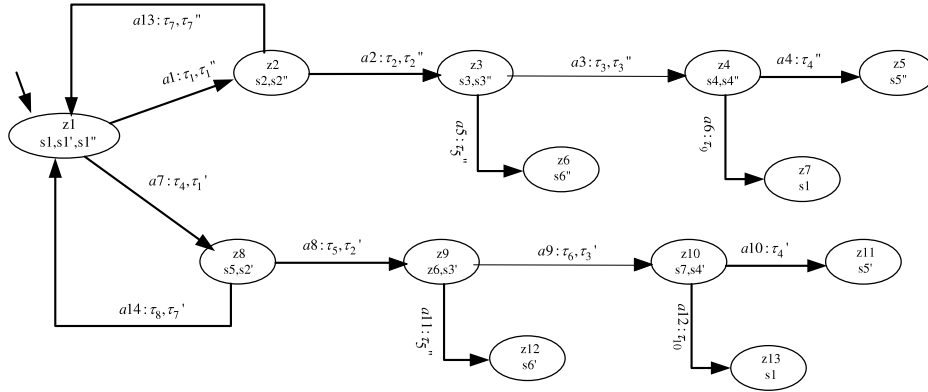 a13:τ₇,τ₇"
z1
s1,s1',s1"
a1:τ₁,τ₁"
z2
s2,s2"
a2:τ₂,τ₂"
z3
s3,s3"
a3:τ₃,τ₃"
z4
s4,s4"
a4:τ₄"
z5
s5"
a5:τ₅"
z6
s6"
a6:τ₉
z7
s1
a7:τ₄,τ₁'
z8
s5,s2'
a8:τ₅,τ₂'
z9
z6,s3'
a9:τ₆,τ₃'
z10
s7,s4'
a10:τ₄'
z11
s5'
a14:τ₈,τ₇'
a11:τ₅"
z12
s6'
a12:τ₁₀
z13
s1